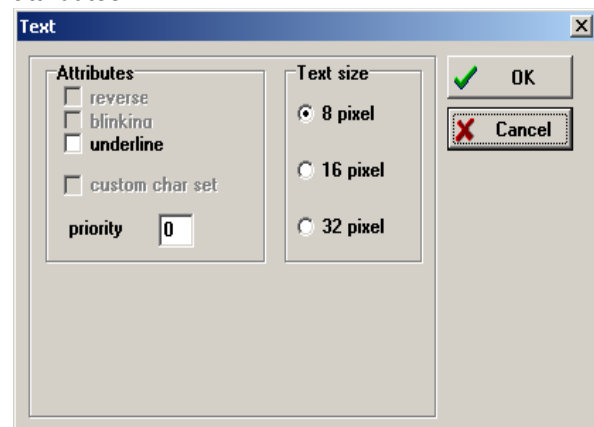 Text
Attributes
reverse
blinking
underline
custom char set
priority 0
Text size
8 pixel
16 pixel
32 pixel
OK
Cancel